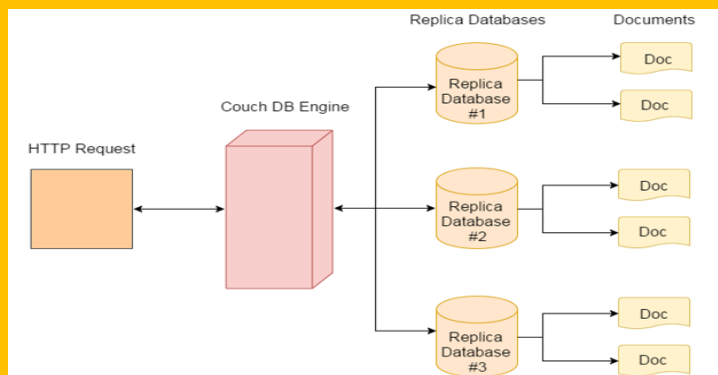 Replica Databases
Documents
Couch DB Engine
HTTP Request
Replica
Database
#1
Doc
Doc
Replica
Database
#2
Doc
Doc
Replica
Database
#3
Doc
Doc